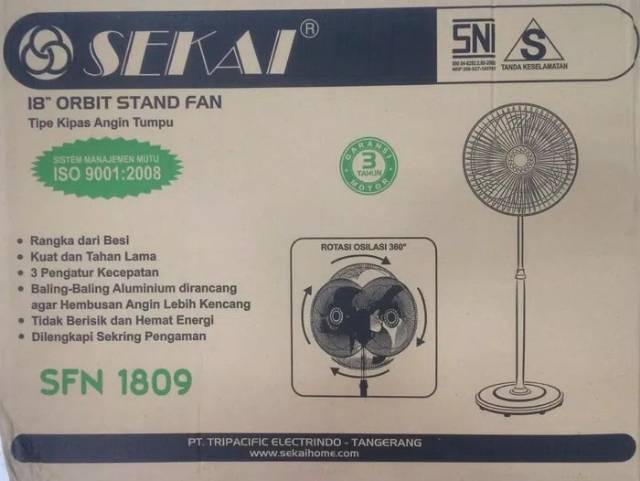 SEKAI®
SNI
S
TANDA KESELAMATAN
18" ORBIT STAND FAN
Tipe Kipas Angin Tumpu
SISTEM MANAJEMEN MUTU
ISO 9001:2008
GARANSI
3
TAHUN
MOTOR
• Rangka dari Besi
• Kuat dan Tahan Lama
• 3 Pengatur Kecepatan
• Baling-Baling Aluminium dirancang
agar Hembusan Angin Lebih Kencang
• Tidak Berisik dan Hemat Energi
• Dilengkapi Sekring Pengaman
ROTASI OSILASI 360°
SFN 1809
PT. TRIPACIFIC ELECTRINDO - TANGERANG
www.sekaihome.com